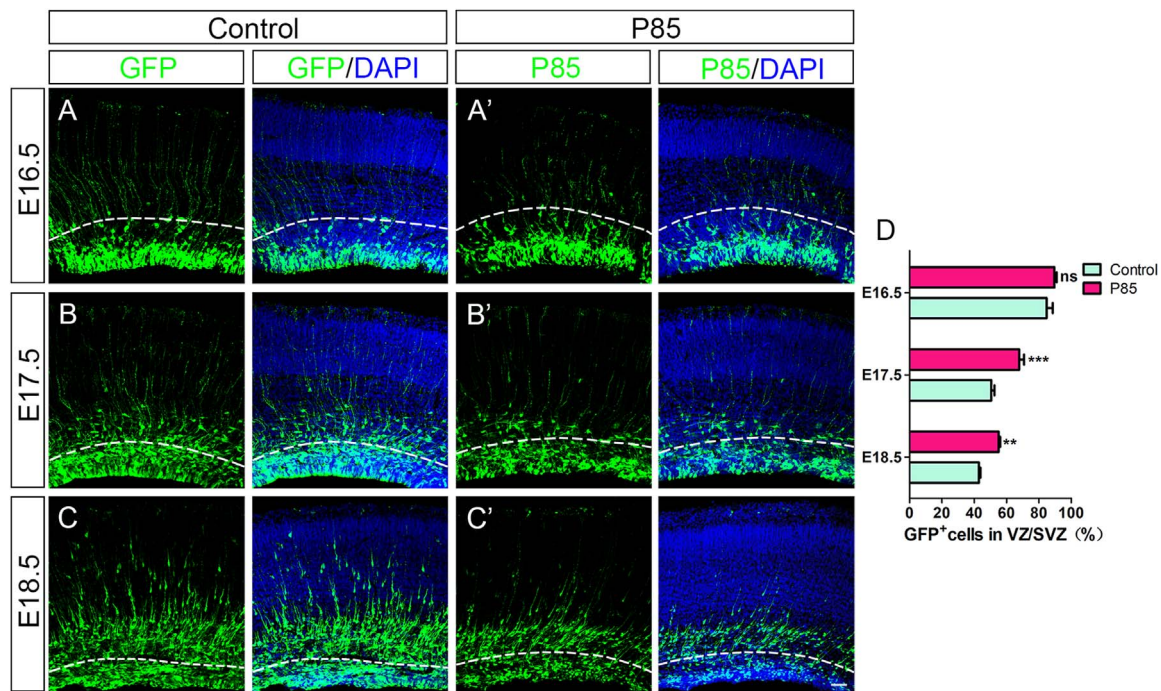 Control
P85
GFP
GFP/DAPI
P85
P85/DAPI
E16.5
A
A’
E17.5
B
B’
E18.5
C
C’
D
Control
P85
E16.5
ns
E17.5
***
E18.5
**
0 20 40 60 80 100
GFP+cells in VZ/SVZ (%)